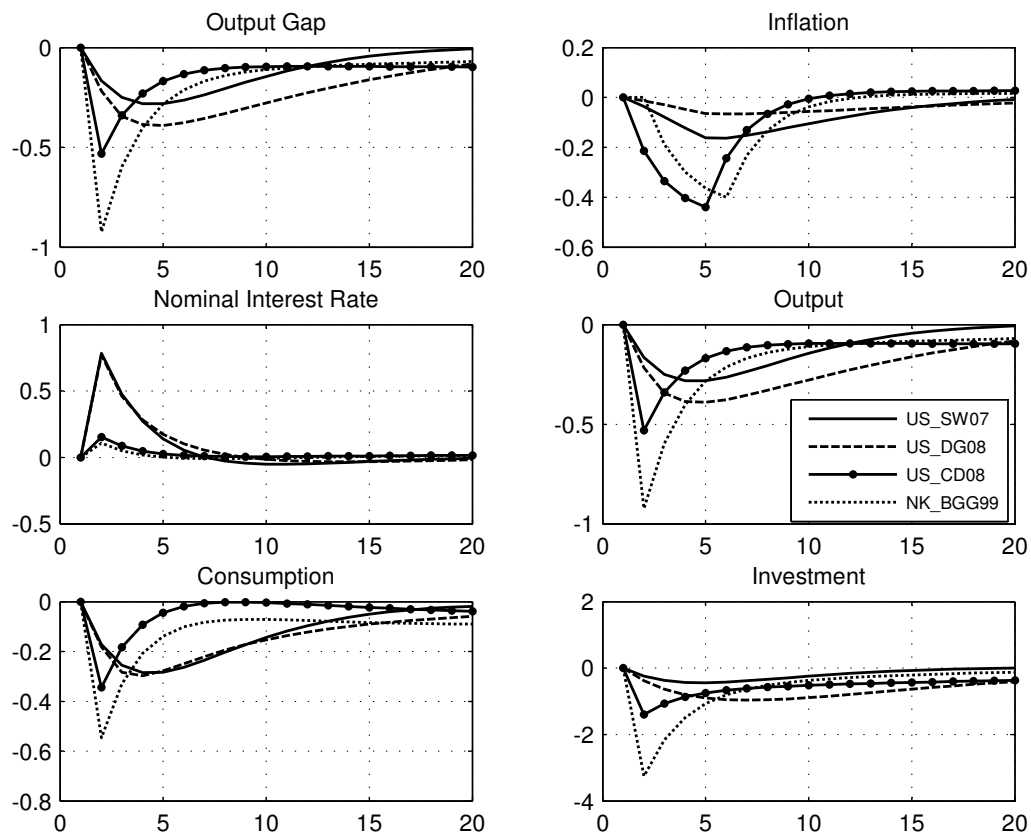 Output Gap
0
-0.5
-1
0 5 10 15 20
Inflation
0.2
0
-0.2
-0.4
-0.6
0 5 10 15 20
Nominal Interest Rate
1
0.5
0
-0.5
0 5 10 15 20
Output
0
-0.5
-1
0 5 10 15 20
US_SW07
US_DG08
US_CD08
NK_BGG99
Consumption
0
-0.2
-0.4
-0.6
-0.8
0 5 10 15 20
Investment
2
0
-2
-4
0 5 10 15 20